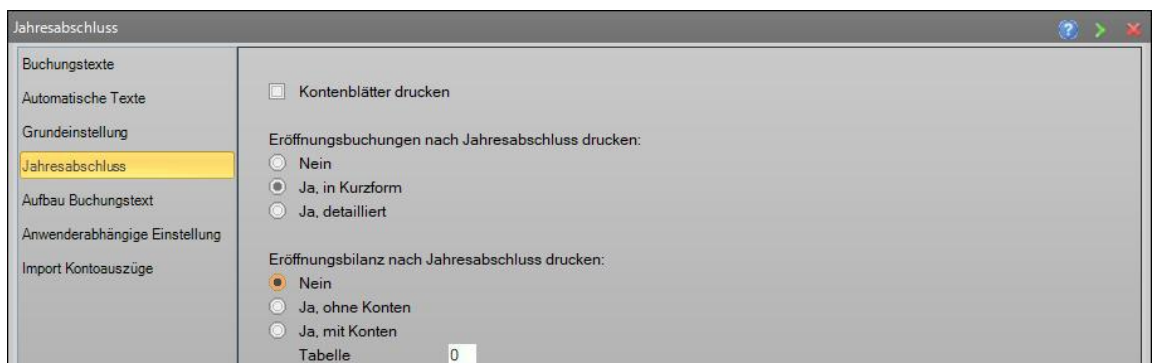 Jahresabschluss
Buchungstexte
Automatische Texte
Grundeinstellung
Jahresabschluss
Aufbau Buchungstext
Anwenderabhängige Einstellung
Import Kontoauszüge
Kontenblätter drucken
Eröffnungsbuchungen nach Jahresabschluss drucken:
Nein
Ja, in Kurzform
Ja, detailliert
Eröffnungsbilanz nach Jahresabschluss drucken:
Nein
Ja, ohne Konten
Ja, mit Konten
Tabelle 0